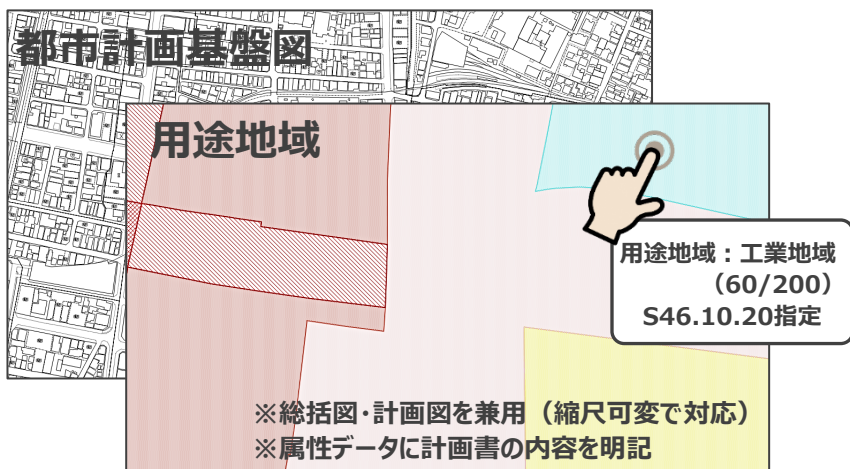 都市計画基盤図
用途地域
用途地域：工業地域
（60/200）
S46.10.20指定
※総括図・計画図を兼用（縮尺可変で対応）
※属性データに計画書の内容を明記